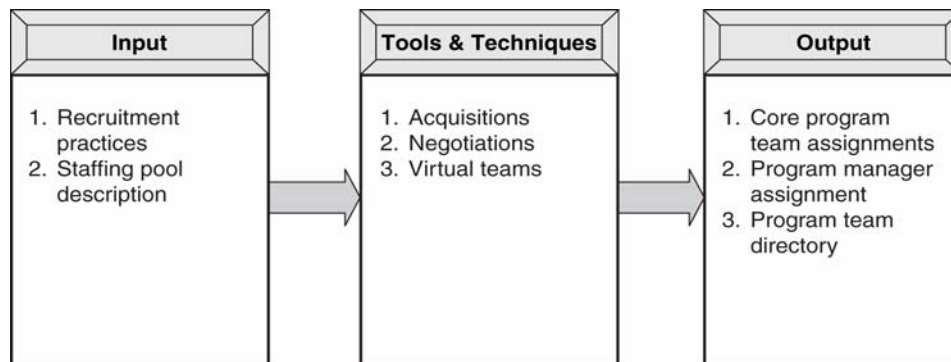 Input
1. Recruitment
practices
2. Staffing pool
description
Tools & Techniques
1. Acquisitions
2. Negotiations
3. Virtual teams
Output
1. Core program
team assignments
2. Program manager
assignment
3. Program team
directory